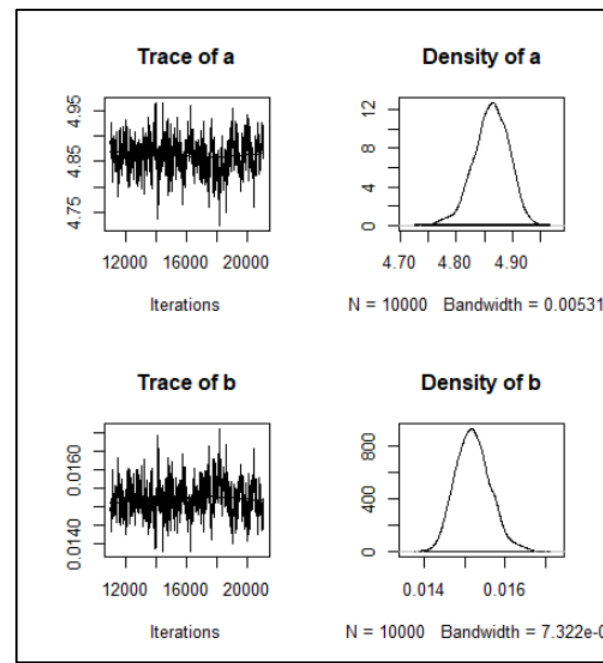 Trace of a
Density of a
4.75 4.85 4.95
0 4 8 12
12000 16000 20000
4.70 4.80 4.90
Iterations
N = 10000 Bandwidth = 0.00531
Trace of b
Density of b
0.0140 0.0160
0 400 800
12000 16000 20000
0.014 0.016
Iterations
N = 10000 Bandwidth = 7.322e-0